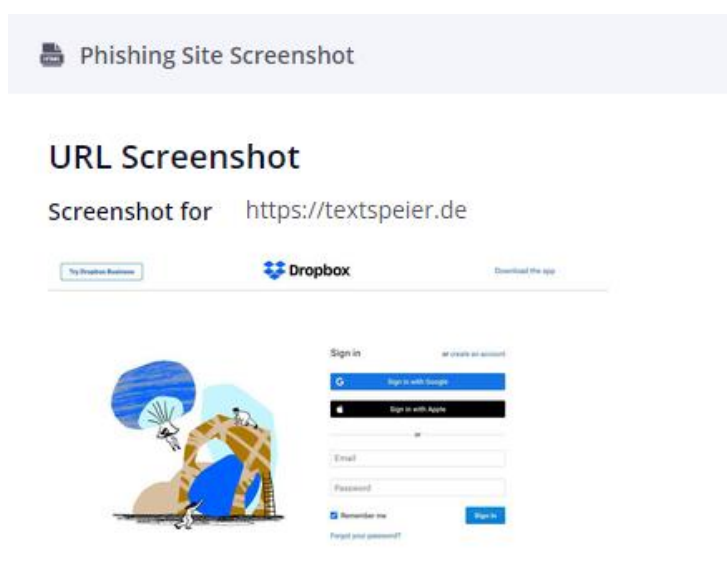 Phishing Site Screenshot
URL Screenshot
Screenshot for https://textspeier.de
Try Dropbox Business Dropbox Download the app
Sign in or create an account
Sign in with Google
Sign in with Apple
or
Email
Password
Remember me Sign in
Forgot your password?